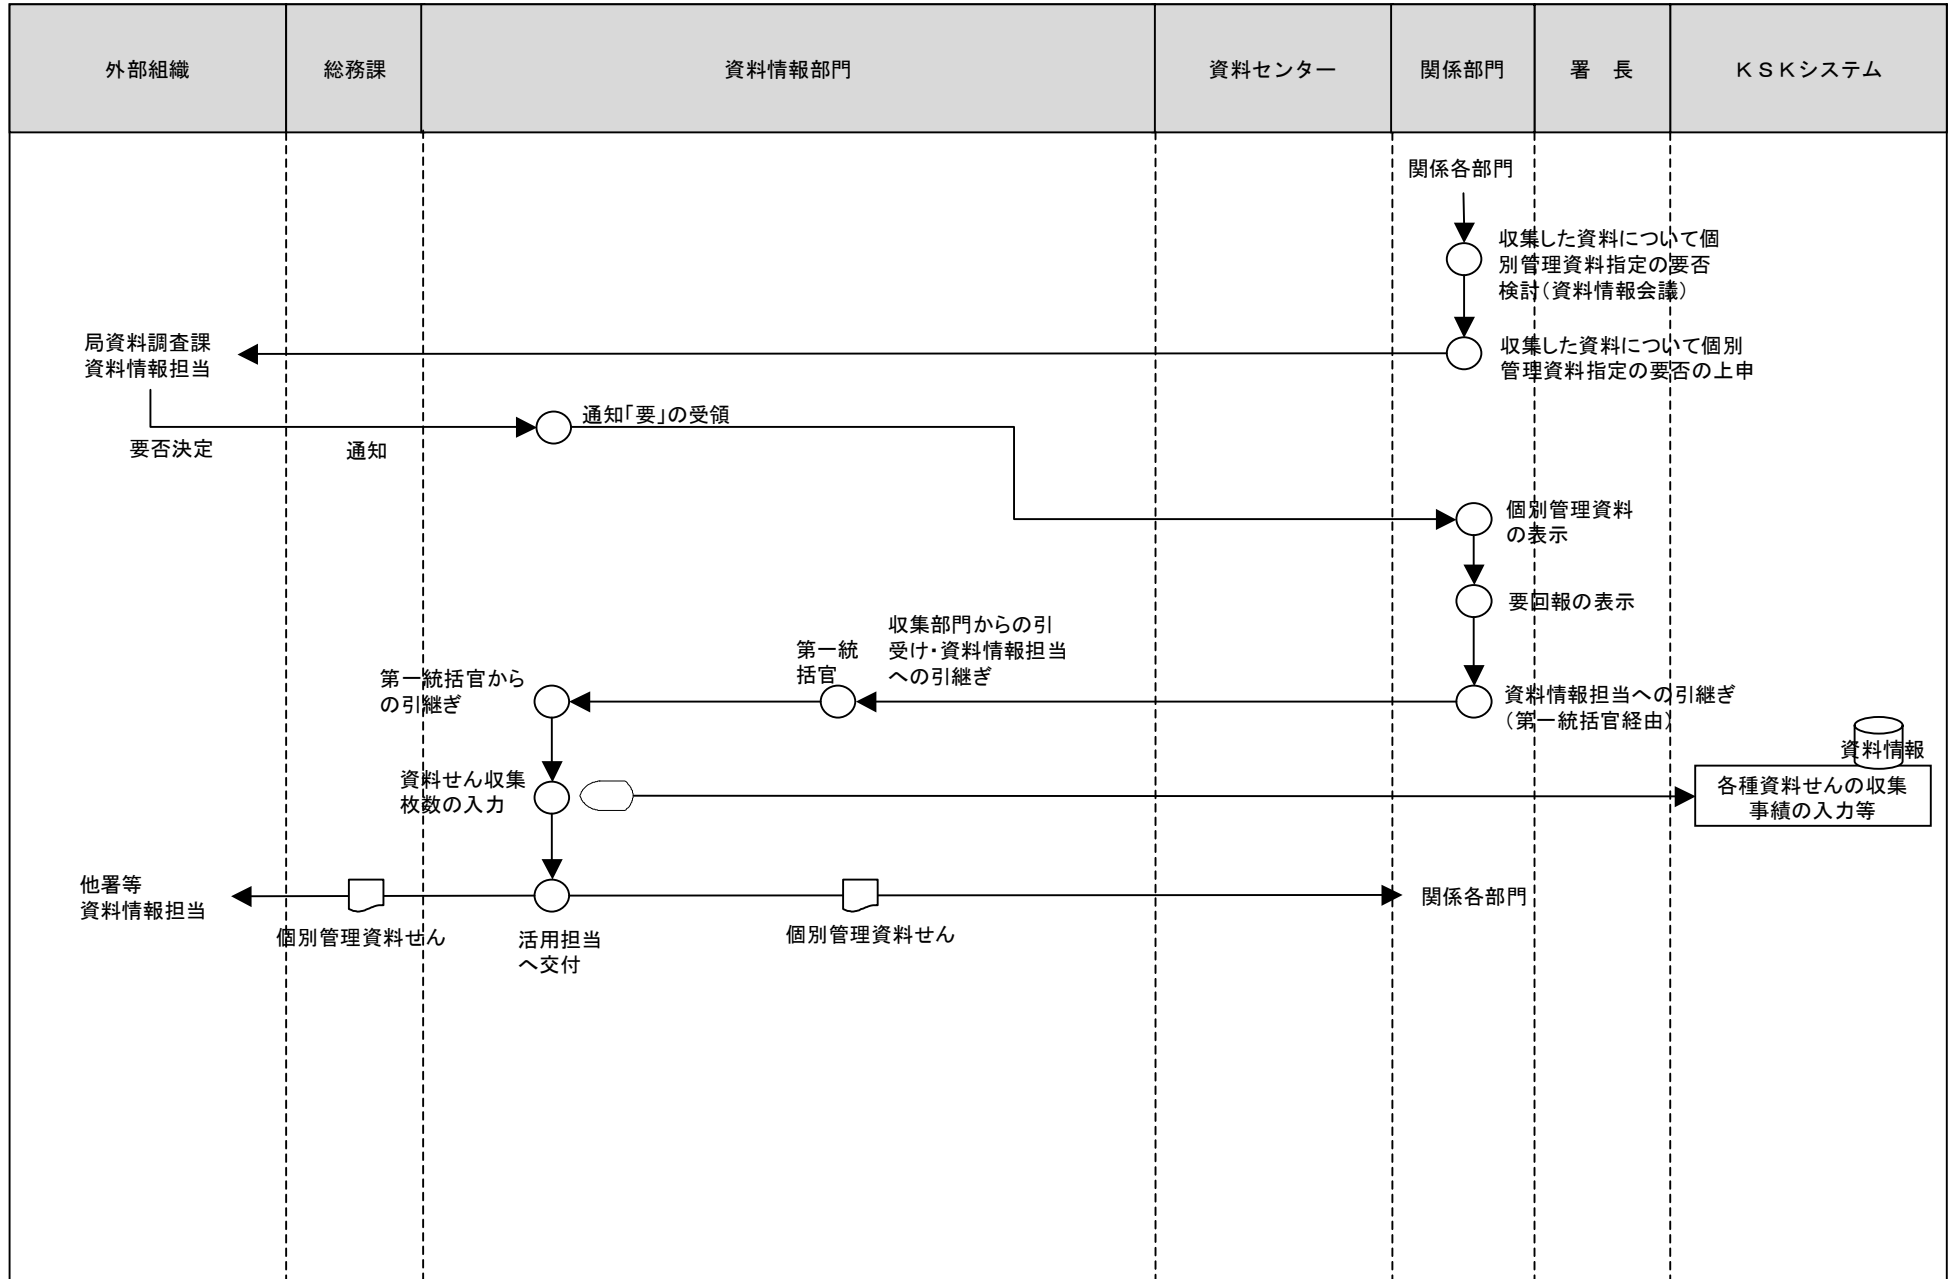 外部組織
総務課
資料情報部門
資料センター
関係部門
署　長
ＫＳＫシステム
関係各部門
収集した資料について個
別管理資料指定の要否
検討（資料情報会議）
局資料調査課
資料情報担当
収集した資料について個別
管理資料指定の要否の上申
要否決定
通知
通知「要」の受領
個別管理資料
の表示
要回報の表示
収集部門からの引
受け・資料情報担当
への引継ぎ
第一統
括官
第一統括官から
の引継ぎ
資料情報担当への引継ぎ
（第一統括官経由）
資料情報
資料せん収集
枚数の入力
各種資料せんの収集
事績の入力等
他署等
資料情報担当
関係各部門
個別管理資料せん
活用担当
へ交付
個別管理資料せん